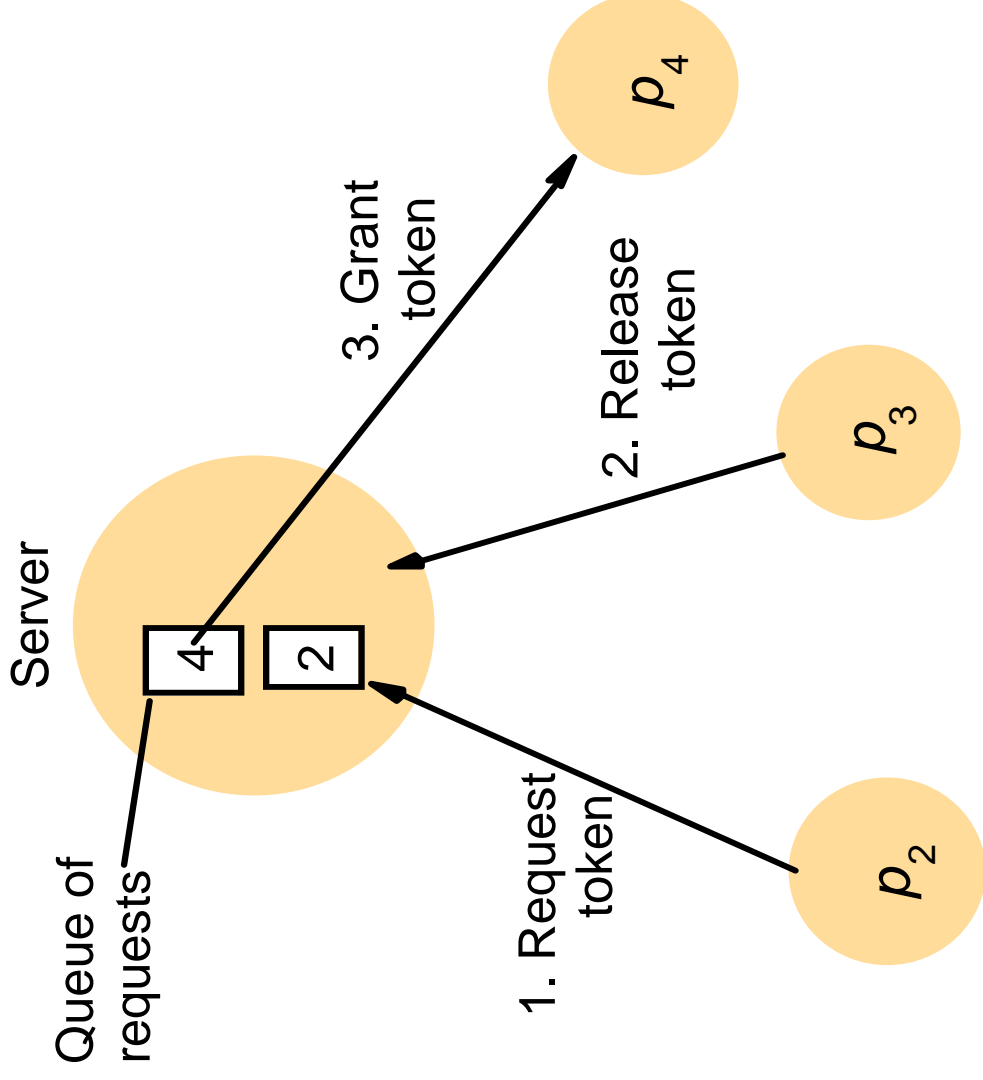 Server
Queue of
requests
4
2
3. Grant
token
1. Request
token
2. Release
token
p4
p3
p2